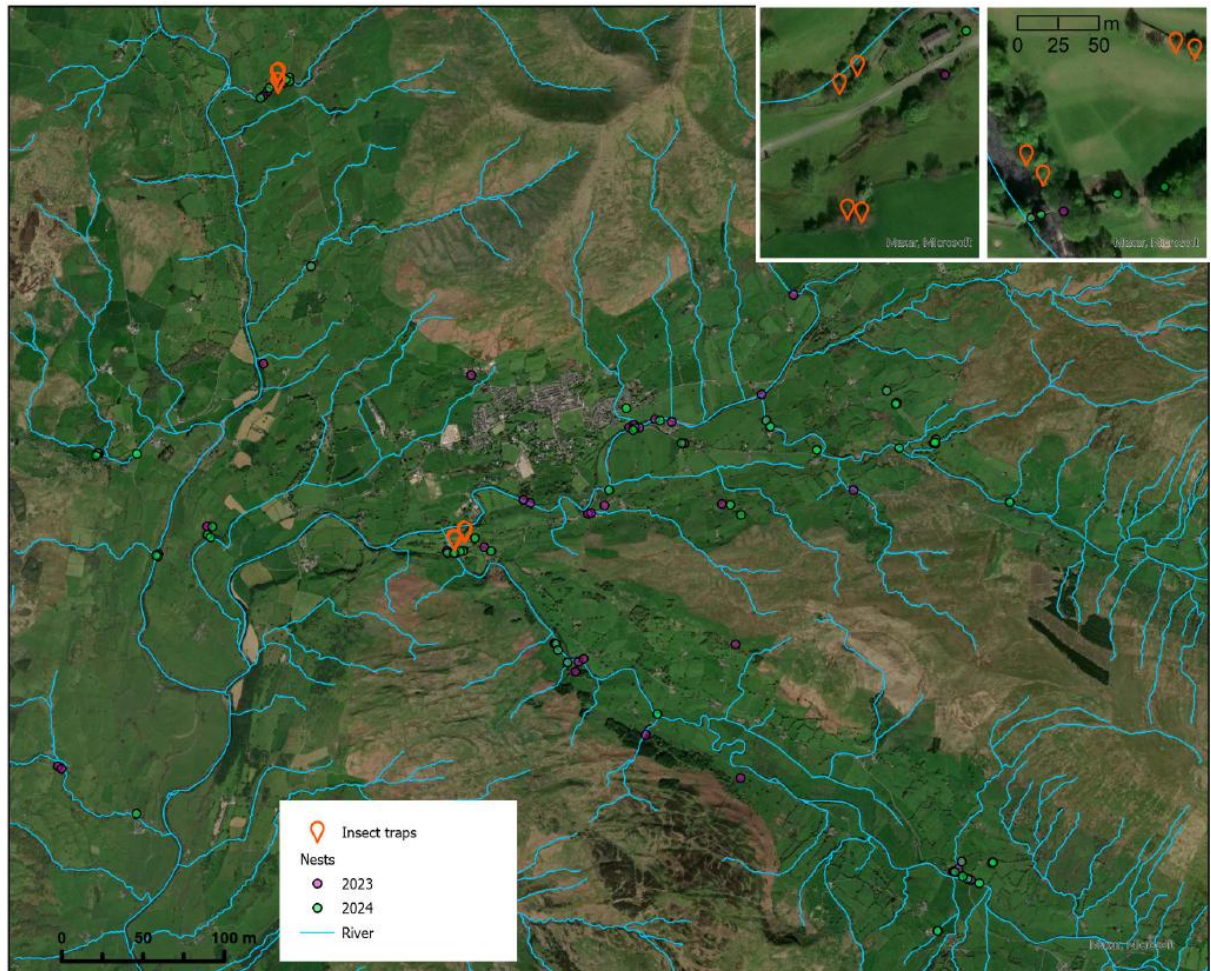 m
0 25 50
Maxar, Microsoft
Maxar, Microsoft
Insect traps
Nests
2023
2024
River
0 50 100 m
Maxar, Microsoft